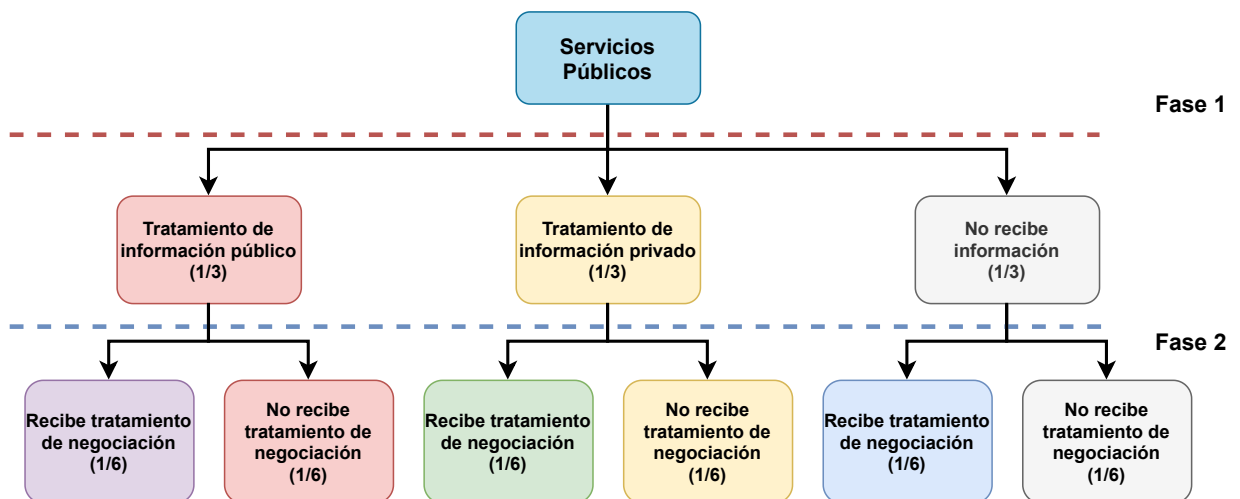 Servicios
Públicos
Fase 1
Tratamiento de
información público
(1/3)
Tratamiento de
información privado
(1/3)
No recibe
información
(1/3)
Fase 2
Recibe tratamiento
de negociación
(1/6)
No recibe
tratamiento de
negociación
(1/6)
Recibe tratamiento
de negociación
(1/6)
No recibe
tratamiento de
negociación
(1/6)
Recibe tratamiento
de negociación
(1/6)
No recibe
tratamiento de
negociación
(1/6)